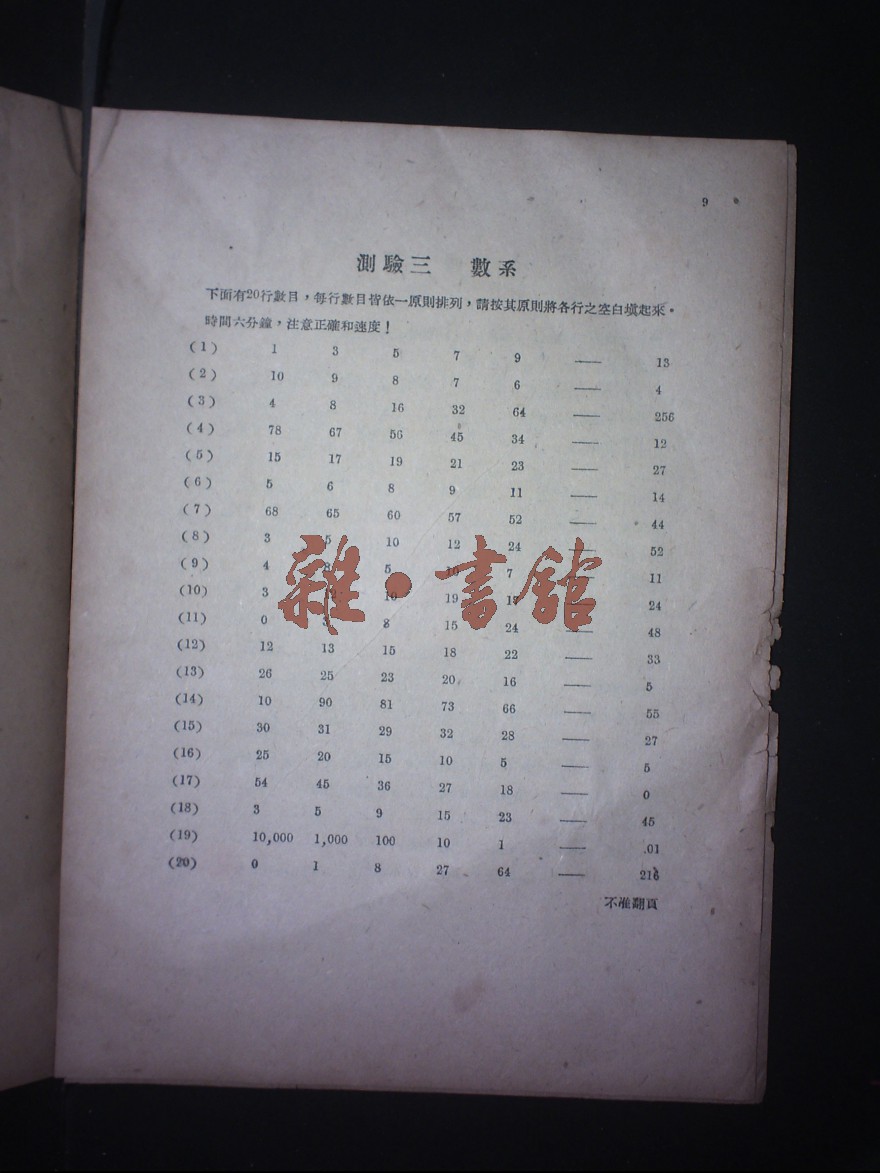 9
測驗三 數系
下面有20行數目，每行數目皆依一原則排列，請按其原則將各行之空白填起來。
時間六分鐘，注意正確和速度！
(1) 1 3 5 7 9 —— 13
(2) 10 9 8 7 6 —— 4
(3) 4 8 16 32 64 —— 256
(4) 78 67 56 45 34 —— 12
(5) 15 17 19 21 23 —— 27
(6) 5 6 8 9 11 —— 14
(7) 68 65 60 57 52 —— 44
(8) 3 5 10 12 24 —— 52
(9) 4 8 5 10 7 —— 11
(10) 3 10 19 17 —— 24
(11) 0 3 8 15 24 —— 48
(12) 12 13 15 18 22 —— 33
(13) 26 25 23 20 16 —— 5
(14) 10 90 81 73 66 —— 55
(15) 30 31 29 32 28 —— 27
(16) 25 20 15 10 5 —— 5
(17) 54 45 36 27 18 —— 0
(18) 3 5 9 15 23 —— 45
(19) 10,000 1,000 100 10 1 —— .01
(20) 0 1 8 27 64 —— 216
不准翻頁
雜·書館